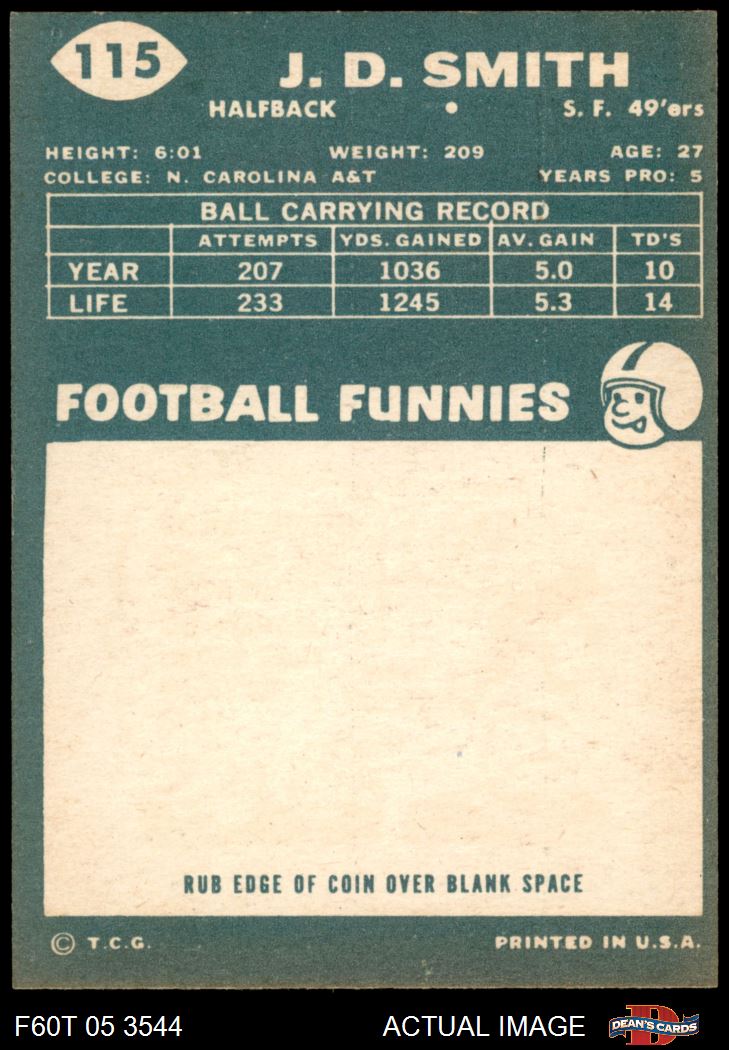 115
J. D. SMITH
HALFBACK • S. F. 49'ers
HEIGHT: 6:01 WEIGHT: 209 AGE: 27
COLLEGE: N. CAROLINA A&T YEARS PRO: 5
BALL CARRYING RECORD
ATTEMPTS YDS. GAINED AV. GAIN TD'S
YEAR 207 1036 5.0 10
LIFE 233 1245 5.3 14
FOOTBALL FUNNIES
RUB EDGE OF COIN OVER BLANK SPACE
© T.C.G. PRINTED IN U.S.A.
F60T 05 3544 ACTUAL IMAGE D DEAN'S CARDS